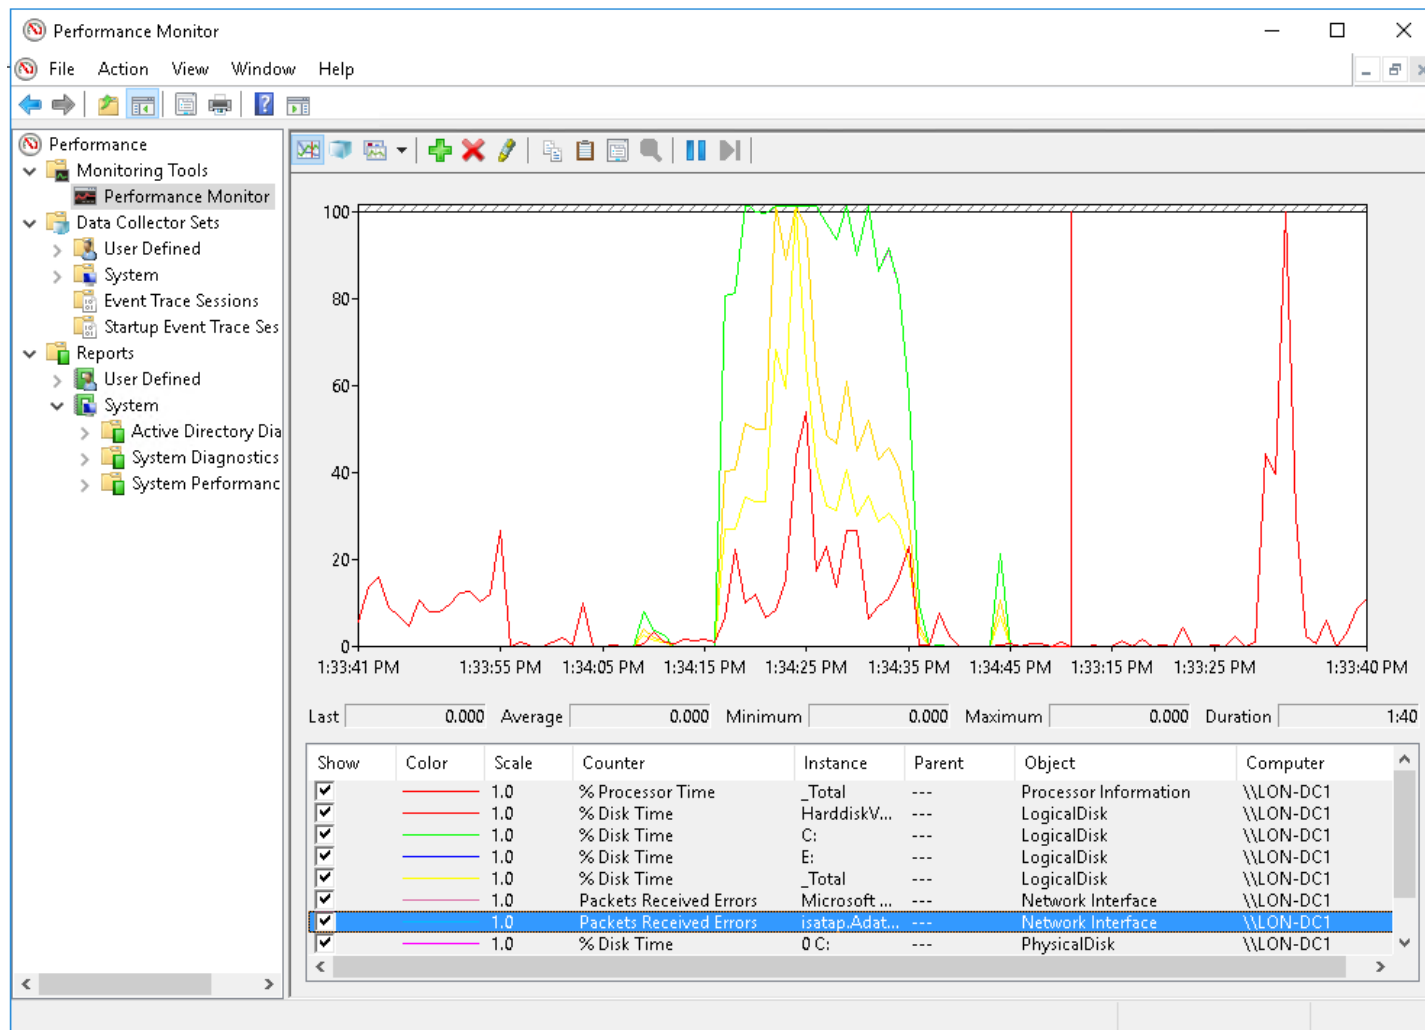 Performance Monitor
File Action View Window Help
Performance
Monitoring Tools
Performance Monitor
Data Collector Sets
User Defined
System
Event Trace Sessions
Startup Event Trace Ses
Reports
User Defined
System
Active Directory Dia
System Diagnostics
System Performanc
100
80
60
40
20
0
1:33:41 PM 1:33:55 PM 1:34:05 PM 1:34:15 PM 1:34:25 PM 1:34:35 PM 1:34:45 PM 1:33:15 PM 1:33:25 PM 1:33:40 PM
Last 0.000 Average 0.000 Minimum 0.000 Maximum 0.000 Duration 1:40
Show Color Scale Counter Instance Parent Object Computer
1.0 % Processor Time _Total --- Processor Information \\LON-DC1
1.0 % Disk Time HarddiskV... --- LogicalDisk \\LON-DC1
1.0 % Disk Time C: --- LogicalDisk \\LON-DC1
1.0 % Disk Time E: --- LogicalDisk \\LON-DC1
1.0 % Disk Time _Total --- LogicalDisk \\LON-DC1
1.0 Packets Received Errors Microsoft ... --- Network Interface \\LON-DC1
1.0 Packets Received Errors isatap.Adat... --- Network Interface \\LON-DC1
1.0 % Disk Time 0 C: --- PhysicalDisk \\LON-DC1